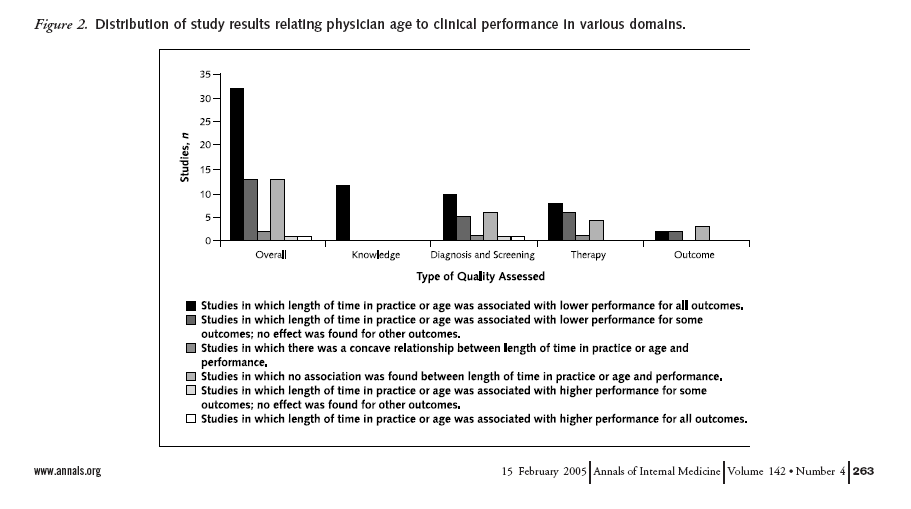 Figure 2. Distribution of study results relating physician age to clinical performance in various domains.
35
30
25
20
15
10
5
0
Studies, n
Overall
Knowledge
Diagnosis and Screening
Therapy
Outcome
Type of Quality Assessed
Studies in which length of time in practice or age was associated with lower performance for all outcomes.
Studies in which length of time in practice or age was associated with lower performance for some
outcomes; no effect was found for other outcomes.
Studies in which there was a concave relationship between length of time in practice or age and
performance.
Studies in which no association was found between length of time in practice or age and performance.
Studies in which length of time in practice or age was associated with higher performance for some
outcomes; no effect was found for other outcomes.
Studies in which length of time in practice or age was associated with higher performance for all outcomes.
www.annals.org
15 February 2005 Annals of Internal Medicine Volume 142 • Number 4 263